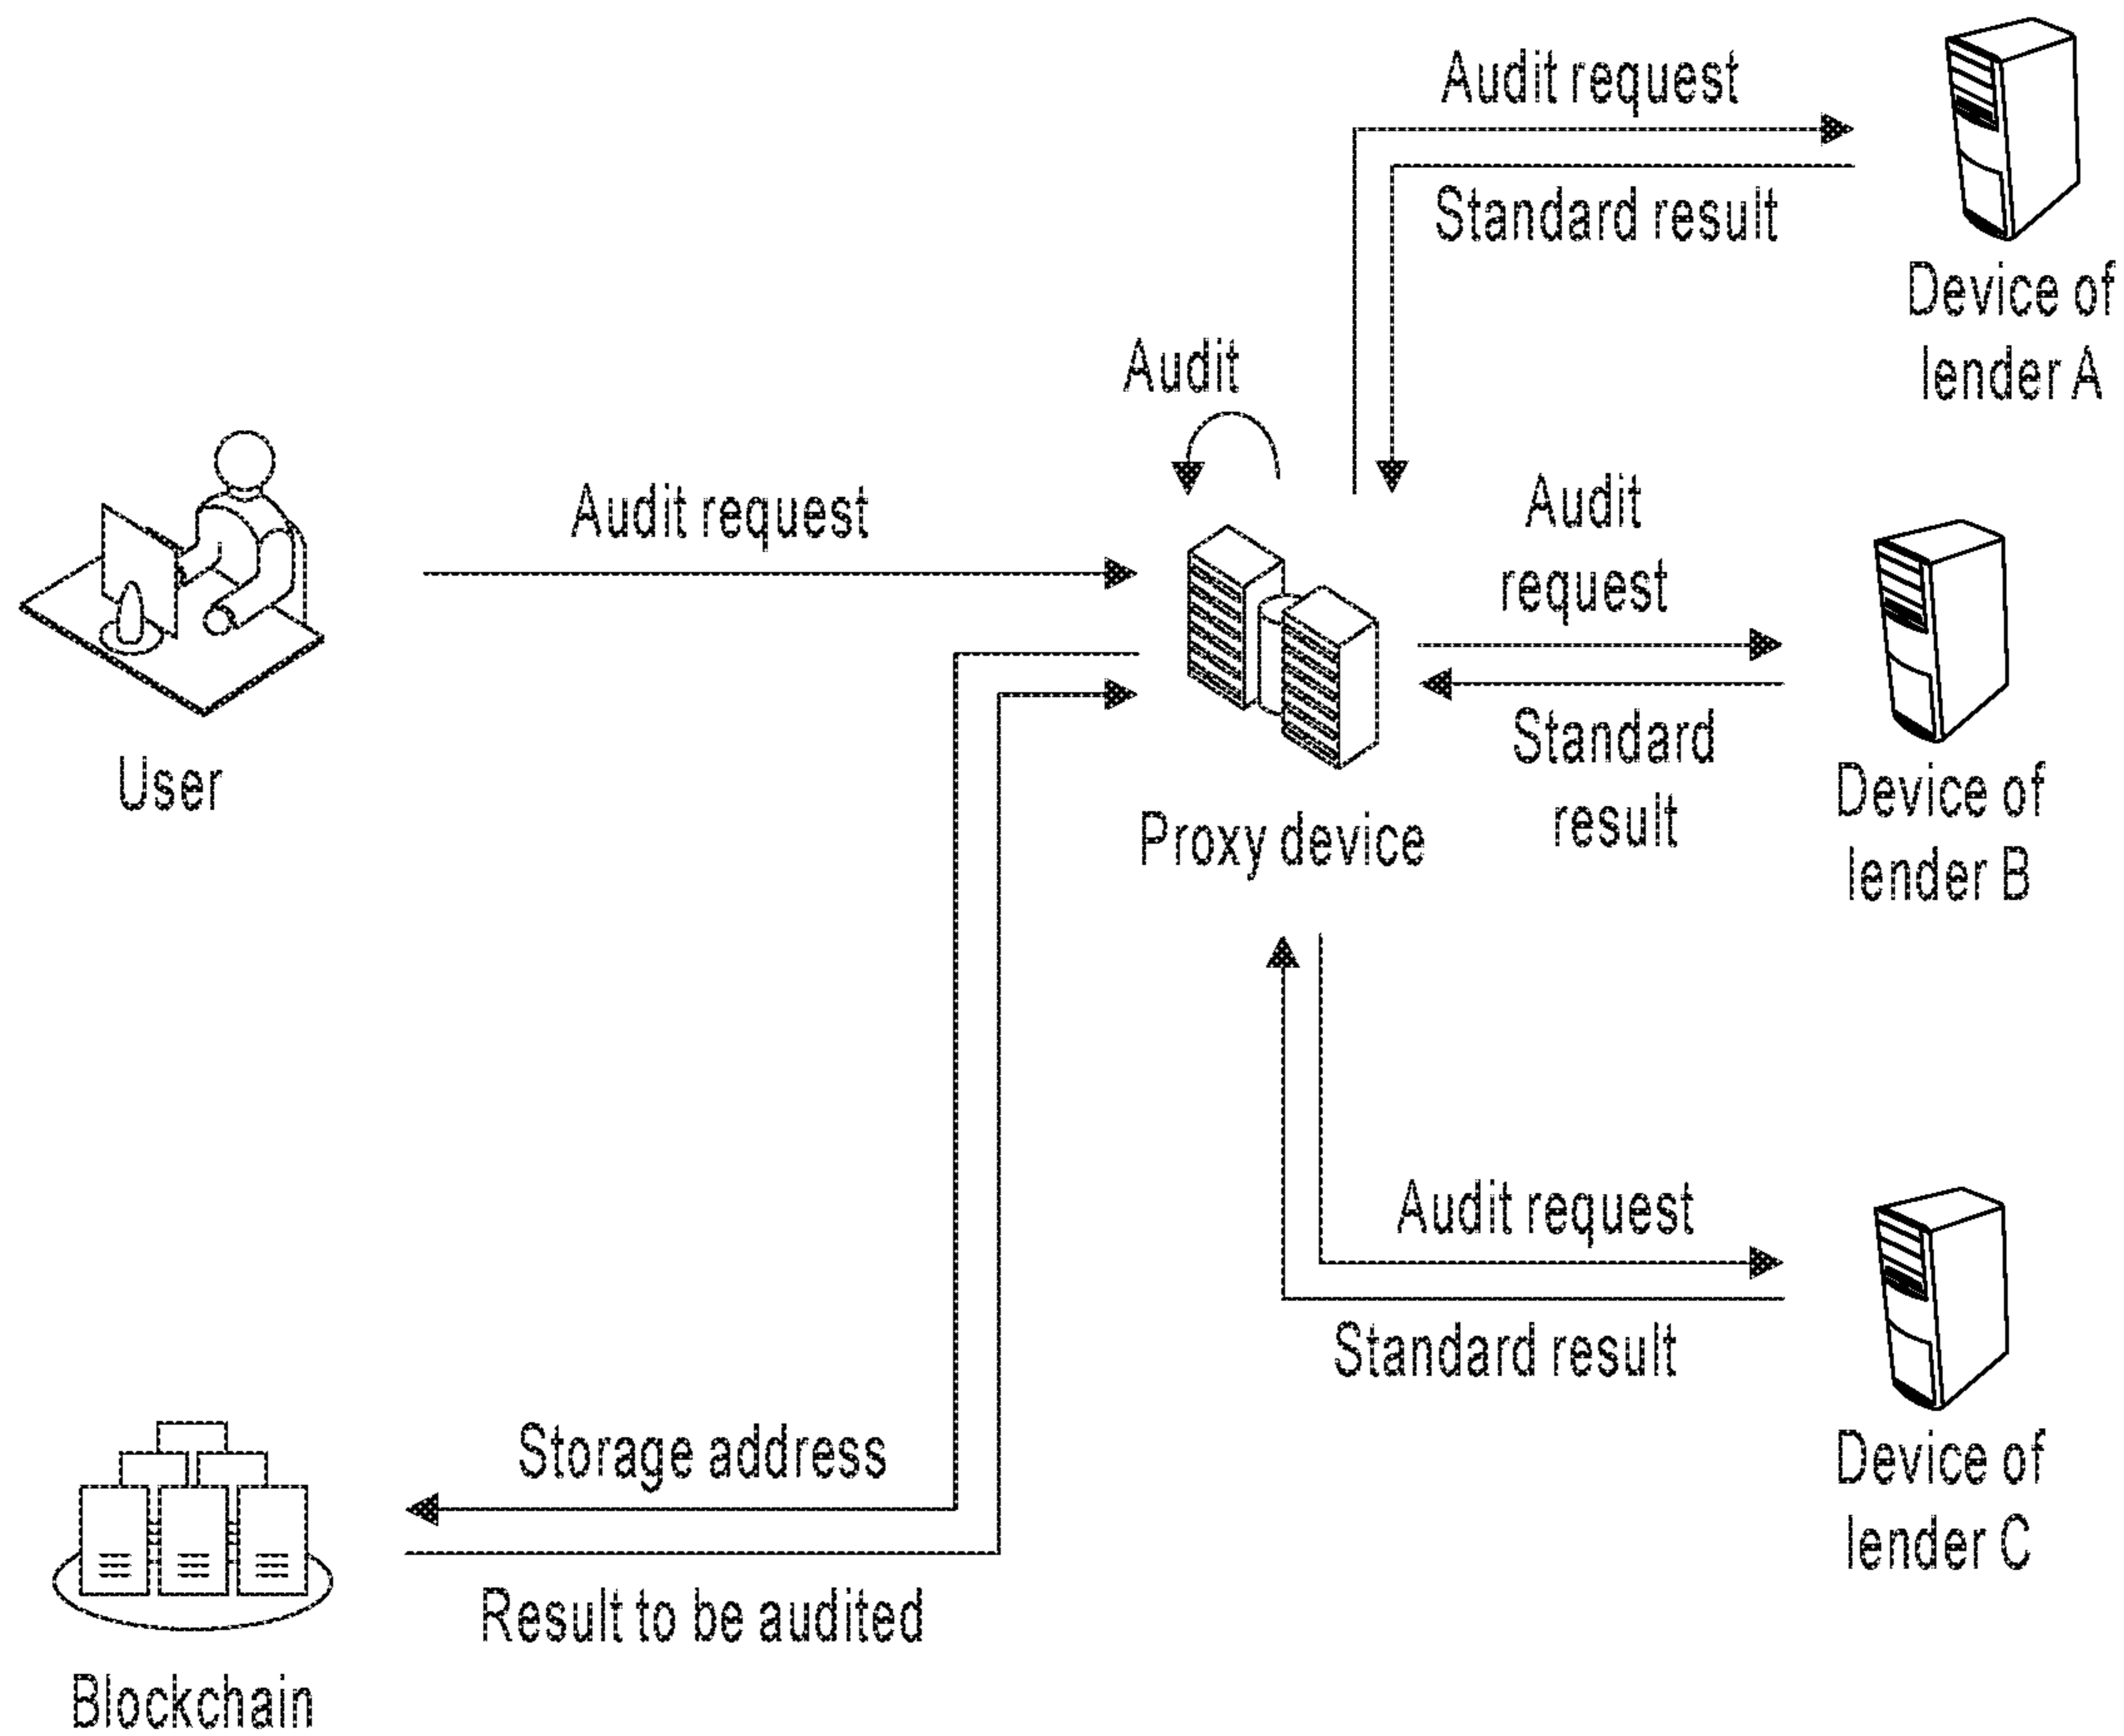 Audit request
Standard result
Device of
lender A
Audit
Audit request
Audit
request
Standard
result
User
Proxy device
Device of
lender B
Audit request
Standard result
Storage address
Result to be audited
Device of
lender C
Blockchain